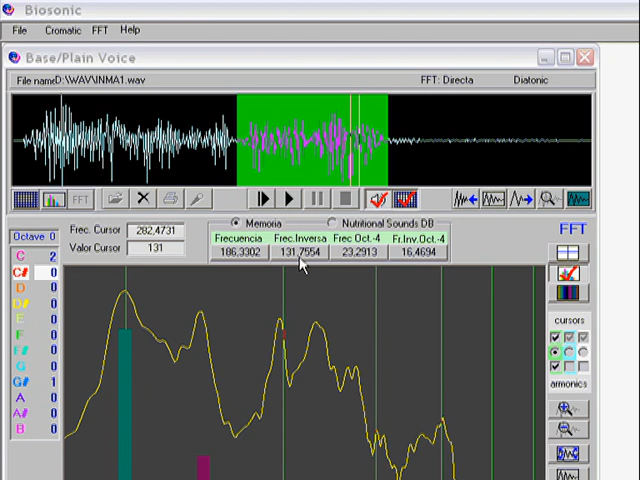 Biosonic
File Cromatic FFT Help
Base/Plain Voice
File name D:\WAV\INMA1.wav FFT: Directa Diatonic
FFT
Octave 0
Frec. Cursor 282,4731
Valor Cursor 131
Memoria Nutritional Sounds DB
Frecuencia Frec.Inversa Frec Oct.-4 Fr.Inv.Oct.-4
186,3302 131,7554 23,2913 16,4694
FFT
C 2
C# 0
D 0
D# 0
E 0
F 0
F# 0
G 0
G# 1
A 0
A# 0
B 0
cursors
armonics